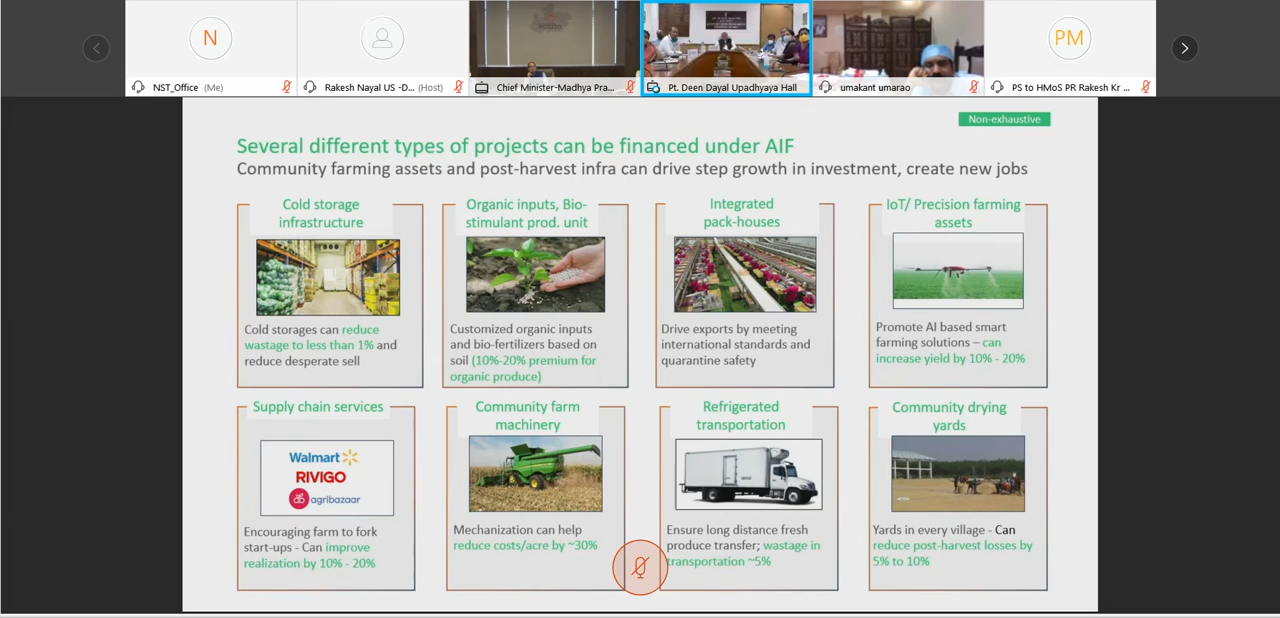 N
PM
NST_Office (Me)
Rakesh Nayal US -D... (Host)
Chief Minister-Madhya Pra...
Pt. Deen Dayal Upadhyaya Hall
umakant umarao
PS to HMoS PR Rakesh Kr ...
Non-exhaustive
Several different types of projects can be financed under AIF
Community farming assets and post-harvest infra can drive step growth in investment, create new jobs
Cold storage
infrastructure
Cold storages can reduce
wastage to less than 1% and
reduce desperate sell
Organic inputs, Bio-
stimulant prod. unit
Customized organic inputs
and bio-fertilizers based on
soil (10%-20% premium for
organic produce)
Integrated
pack-houses
Drive exports by meeting
international standards and
quarantine safety
IoT/ Precision farming
assets
Promote AI based smart
farming solutions – can
increase yield by 10% - 20%
Supply chain services
Walmart
RIVIGO
agribazaar
Encouraging farm to fork
start-ups - Can improve
realization by 10% - 20%
Community farm
machinery
Mechanization can help
reduce costs/acre by ~30%
Refrigerated
transportation
Ensure long distance fresh
produce transfer; wastage in
transportation ~5%
Community drying
yards
Yards in every village - Can
reduce post-harvest losses by
5% to 10%